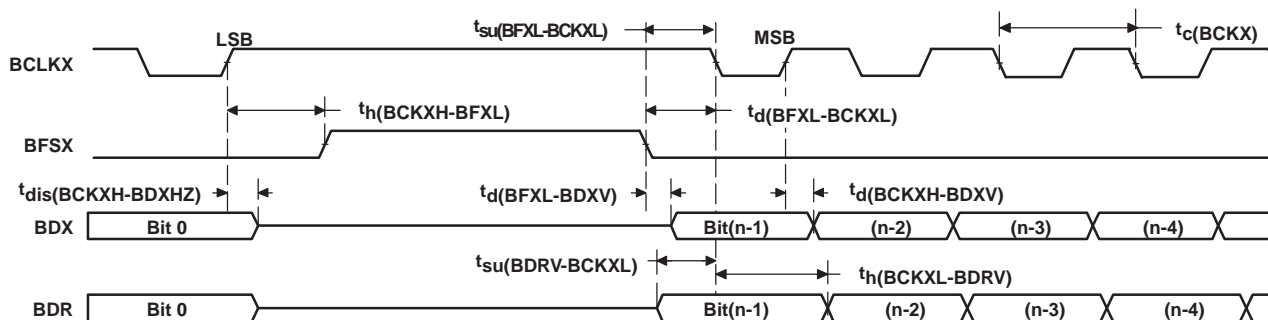 LSB
tsu(BFXL-BCKXL)
MSB
tc(BCKX)
BCLKX
th(BCKXH-BFXL)
td(BFXL-BCKXL)
BFSX
tdis(BCKXH-BDXHZ)
td(BFXL-BDXV)
td(BCKXH-BDXV)
BDX Bit 0 Bit(n-1) (n-2) (n-3) (n-4)
tsu(BDRV-BCKXL)
th(BCKXL-BDRV)
BDR Bit 0 Bit(n-1) (n-2) (n-3) (n-4)